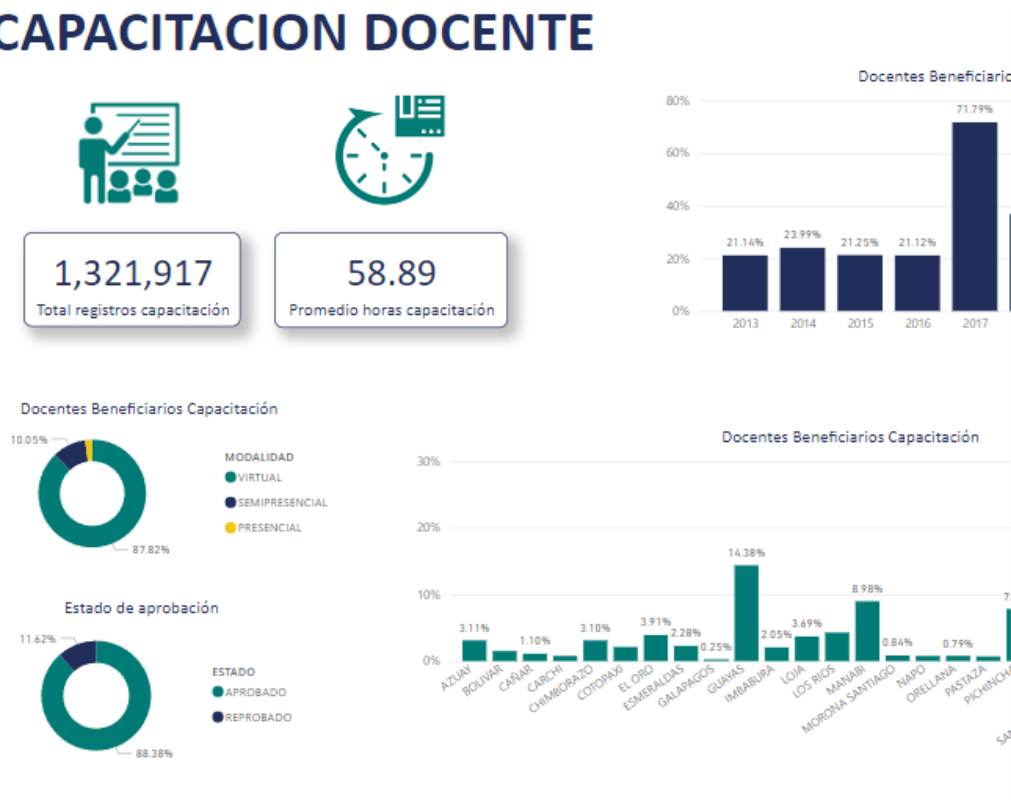 CAPACITACION DOCENTE
1,321,917
Total registros capacitación
58.89
Promedio horas capacitación
Docentes Beneficiario
80%
60%
40%
20%
0%
21.14%
23.99%
21.25%
21.12%
71.79%
2013
2014
2015
2016
2017
Docentes Beneficiarios Capacitación
10.05%
87.82%
MODALIDAD
VIRTUAL
SEMIPRESENCIAL
PRESENCIAL
Estado de aprobación
11.62%
88.38%
ESTADO
APROBADO
REPROBADO
Docentes Beneficiarios Capacitación
30%
20%
10%
0%
3.11%
1.10%
3.10%
3.91%
2.28%
0.25%
14.38%
2.05%
3.69%
8.98%
0.84%
0.79%
7.
AZUAY
BOLIVAR
CAÑAR
CARCHI
CHIMBORAZO
COTOPAXI
EL ORO
ESMERALDAS
GALAPAGOS
GUAYAS
IMBABURA
LOJA
LOS RIOS
MANABI
MORONA SANTIAGO
NAPO
ORELLANA
PASTAZA
PICHINCHA